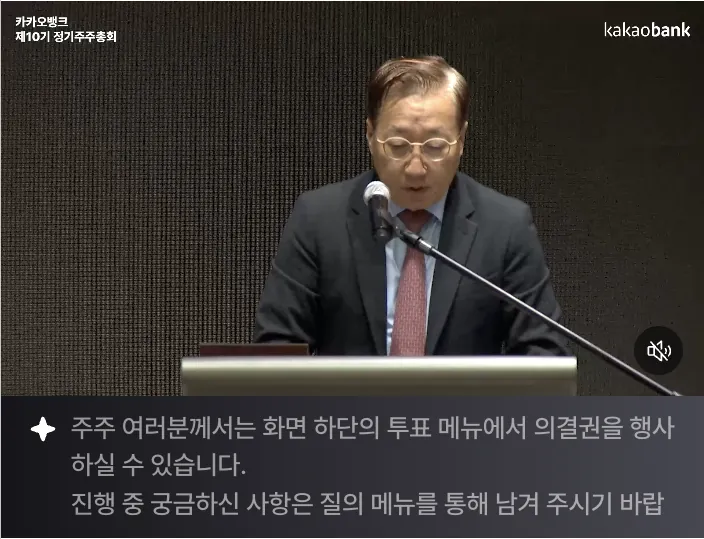 카카오뱅크
제10기 정기주주총회
kakaobank
주주 여러분께서는 화면 하단의 투표 메뉴에서 의결권을 행사
하실 수 있습니다.
진행 중 궁금하신 사항은 질의 메뉴를 통해 남겨 주시기 바랍